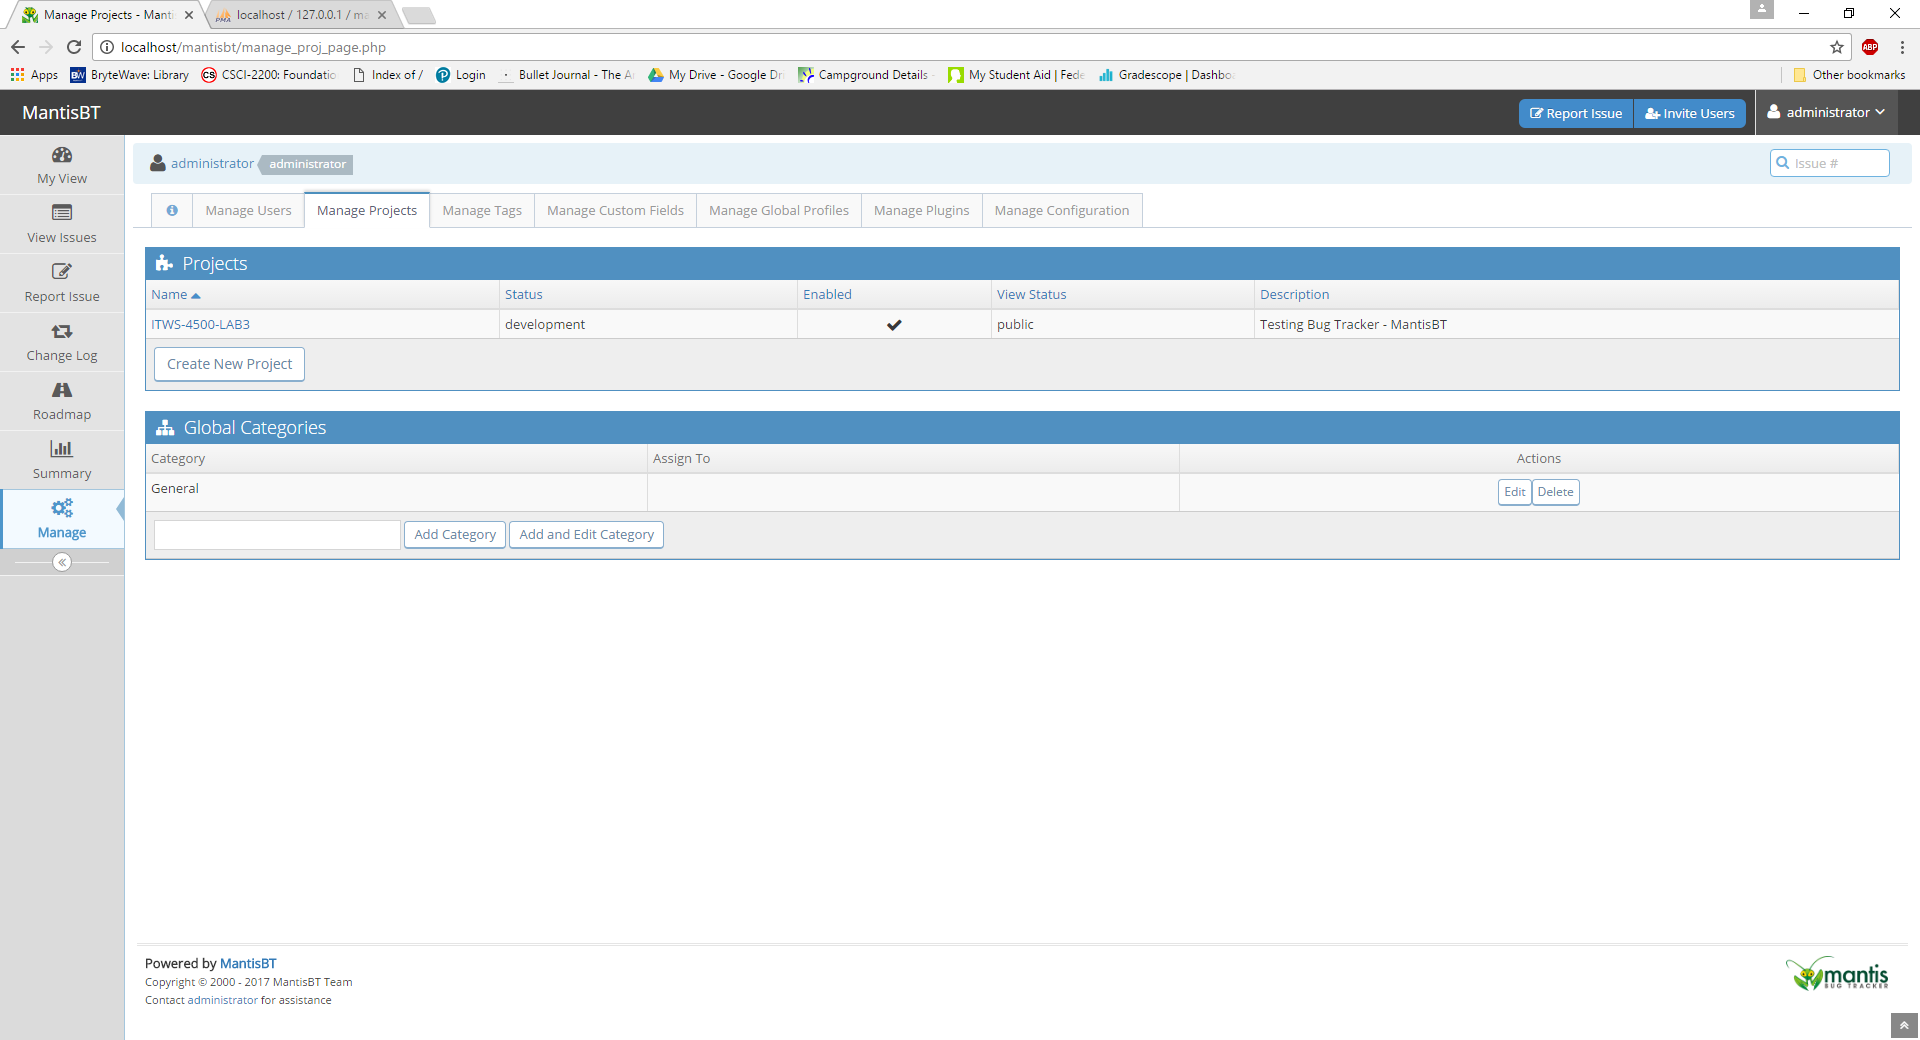 Manage Projects - Manti
localhost / 127.0.0.1 / ma
localhost/mantisbt/manage_proj_page.php
ABP
Apps
BW BryteWave: Library
CS CSCI-2200: Foundatio
Index of /
Login
Bullet Journal - The A
My Drive - Google Dr
Campground Details
My Student Aid | Fede
Gradescope | Dashbo
Other bookmarks
MantisBT
Report Issue
Invite Users
administrator
My View
View Issues
Report Issue
Change Log
Roadmap
Summary
Manage
administrator administrator
Issue #
Manage Users
Manage Projects
Manage Tags
Manage Custom Fields
Manage Global Profiles
Manage Plugins
Manage Configuration
Projects
Name Status Enabled View Status Description
ITWS-4500-LAB3 development public Testing Bug Tracker - MantisBT
Create New Project
Global Categories
Category Assign To Actions
General Edit Delete
Add Category Add and Edit Category
Powered by MantisBT
Copyright © 2000 - 2017 MantisBT Team
Contact administrator for assistance
mantis
BUG TRACKER